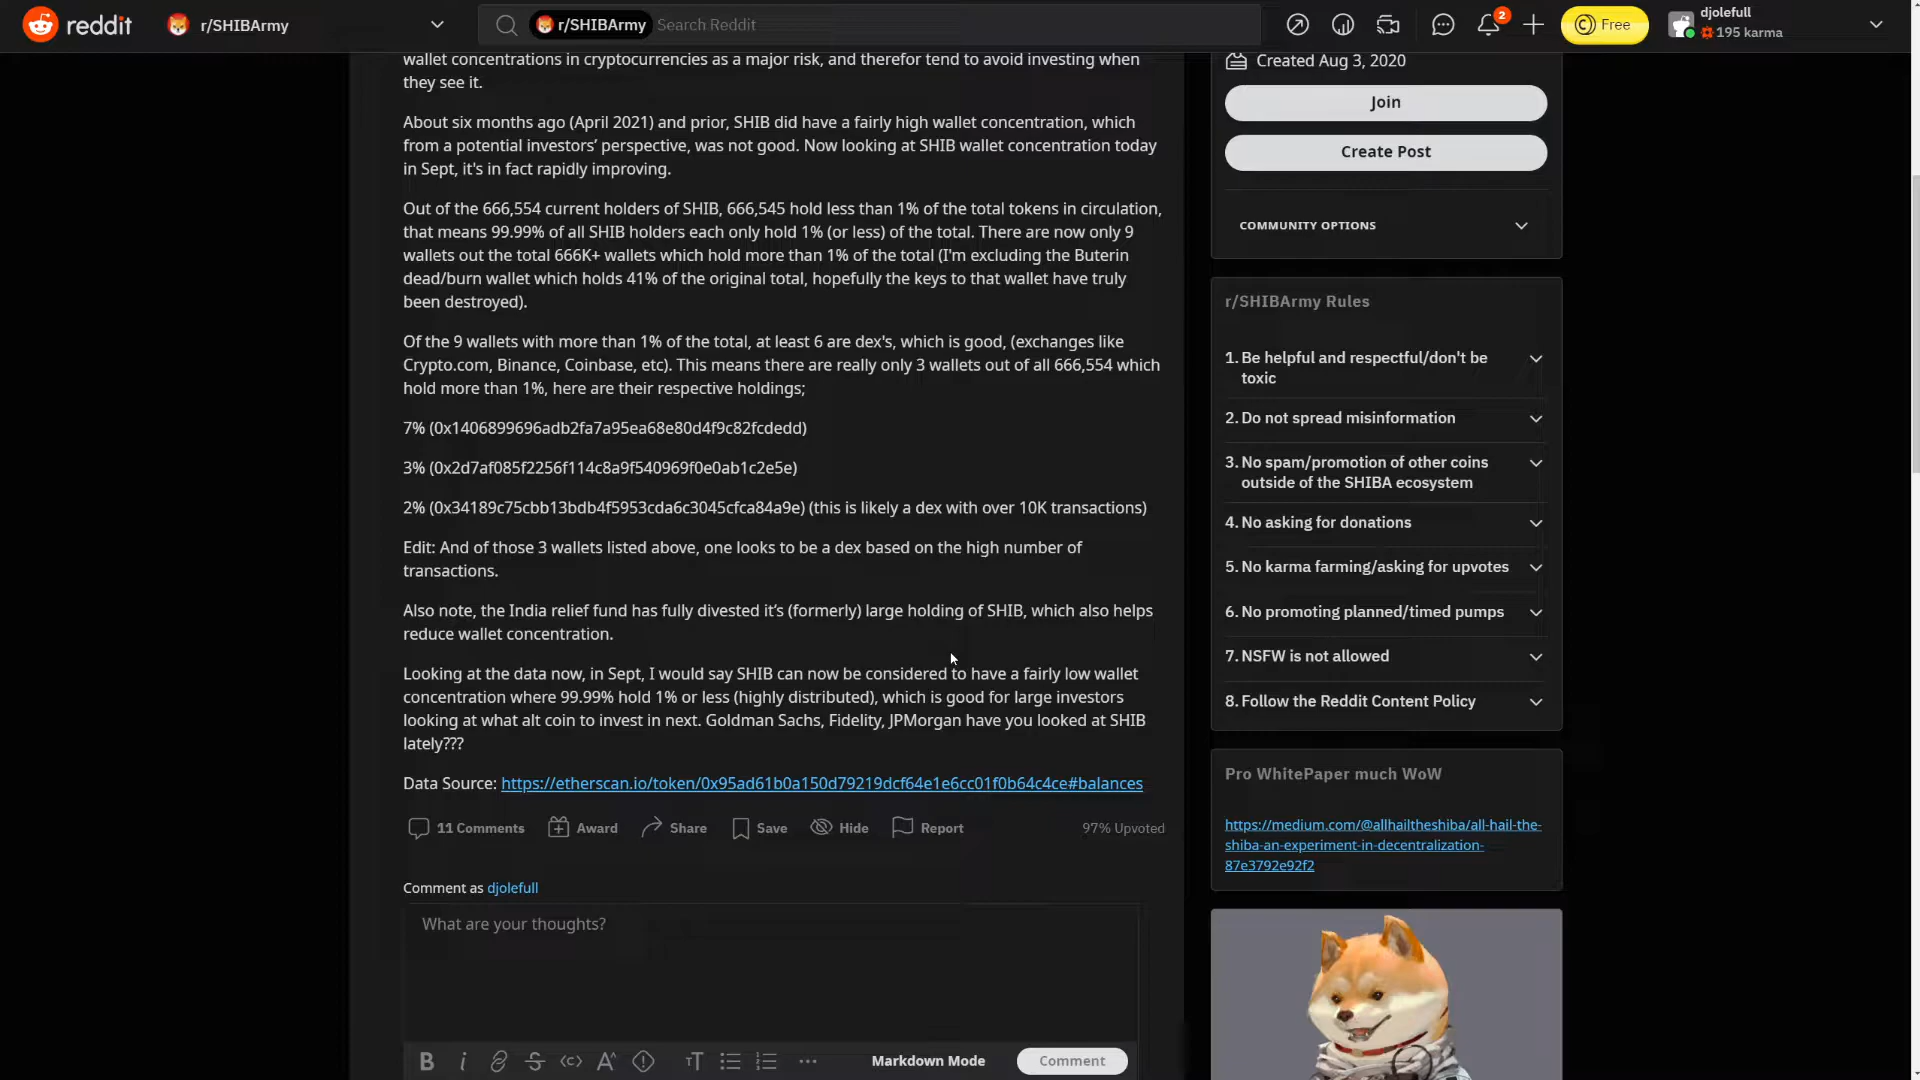 reddit
r/SHIBArmy
r/SHIBArmy
Search Reddit
2
Free
djolefull
195 karma
wallet concentrations in cryptocurrencies as a major risk, and therefor tend to avoid investing when
they see it.
About six months ago (April 2021) and prior, SHIB did have a fairly high wallet concentration, which
from a potential investors’ perspective, was not good. Now looking at SHIB wallet concentration today
in Sept, it's in fact rapidly improving.
Out of the 666,554 current holders of SHIB, 666,545 hold less than 1% of the total tokens in circulation,
that means 99.99% of all SHIB holders each only hold 1% (or less) of the total. There are now only 9
wallets out the total 666K+ wallets which hold more than 1% of the total (I'm excluding the Buterin
dead/burn wallet which holds 41% of the original total, hopefully the keys to that wallet have truly
been destroyed).
Of the 9 wallets with more than 1% of the total, at least 6 are dex's, which is good, (exchanges like
Crypto.com, Binance, Coinbase, etc). This means there are really only 3 wallets out of all 666,554 which
hold more than 1%, here are their respective holdings;
7% (0x1406899696adb2fa7a95ea68e80d4f9c82fcdedd)
3% (0x2d7af085f2256f114c8a9f540969f0e0ab1c2e5e)
2% (0x34189c75cbb13bdb4f5953cda6c3045cfca84a9e) (this is likely a dex with over 10K transactions)
Edit: And of those 3 wallets listed above, one looks to be a dex based on the high number of
transactions.
Also note, the India relief fund has fully divested it’s (formerly) large holding of SHIB, which also helps
reduce wallet concentration.
Looking at the data now, in Sept, I would say SHIB can now be considered to have a fairly low wallet
concentration where 99.99% hold 1% or less (highly distributed), which is good for large investors
looking at what alt coin to invest in next. Goldman Sachs, Fidelity, JPMorgan have you looked at SHIB
lately???
Data Source: https://etherscan.io/token/0x95ad61b0a150d79219dcf64e1e6cc01f0b64c4ce#balances
11 Comments
Award
Share
Save
Hide
Report
97% Upvoted
Comment as djolefull
What are your thoughts?
Markdown Mode
Comment
Created Aug 3, 2020
Join
Create Post
COMMUNITY OPTIONS
r/SHIBArmy Rules
1. Be helpful and respectful/don't be
toxic
2. Do not spread misinformation
3. No spam/promotion of other coins
outside of the SHIBA ecosystem
4. No asking for donations
5. No karma farming/asking for upvotes
6. No promoting planned/timed pumps
7. NSFW is not allowed
8. Follow the Reddit Content Policy
Pro WhitePaper much WoW
https://medium.com/@allhailtheshiba/all-hail-the-
shiba-an-experiment-in-decentralization-
87e3792e92f2